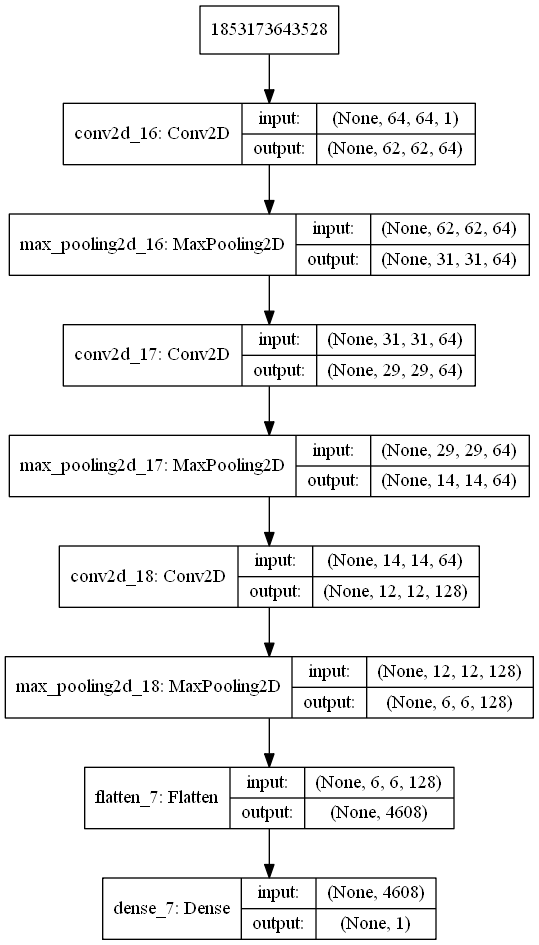 1853173643528
conv2d_16: Conv2D
input:
(None, 64, 64, 1)
output:
(None, 62, 62, 64)
max_pooling2d_16: MaxPooling2D
input:
(None, 62, 62, 64)
output:
(None, 31, 31, 64)
conv2d_17: Conv2D
input:
(None, 31, 31, 64)
output:
(None, 29, 29, 64)
max_pooling2d_17: MaxPooling2D
input:
(None, 29, 29, 64)
output:
(None, 14, 14, 64)
conv2d_18: Conv2D
input:
(None, 14, 14, 64)
output:
(None, 12, 12, 128)
max_pooling2d_18: MaxPooling2D
input:
(None, 12, 12, 128)
output:
(None, 6, 6, 128)
flatten_7: Flatten
input:
(None, 6, 6, 128)
output:
(None, 4608)
dense_7: Dense
input:
(None, 4608)
output:
(None, 1)